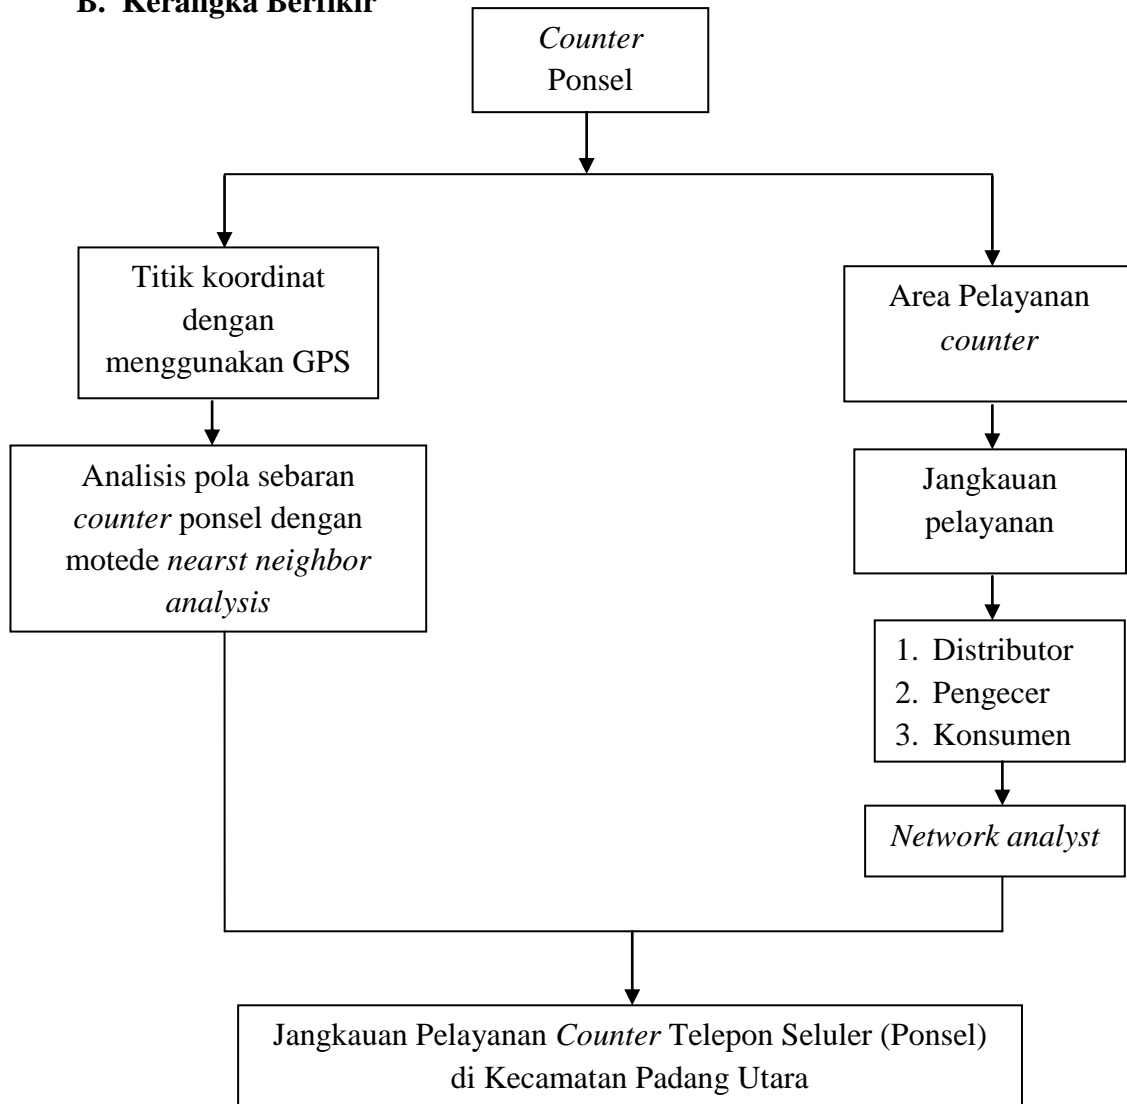 B. Kerangka Berfikir
Counter
Ponsel
Titik koordinat
dengan
menggunakan GPS
Analisis pola sebaran
counter ponsel dengan
motede nearst neighbor
analysis
Area Pelayanan
counter
Jangkauan
pelayanan
1. Distributor
2. Pengecer
3. Konsumen
Network analyst
Jangkauan Pelayanan Counter Telepon Seluler (Ponsel)
di Kecamatan Padang Utara